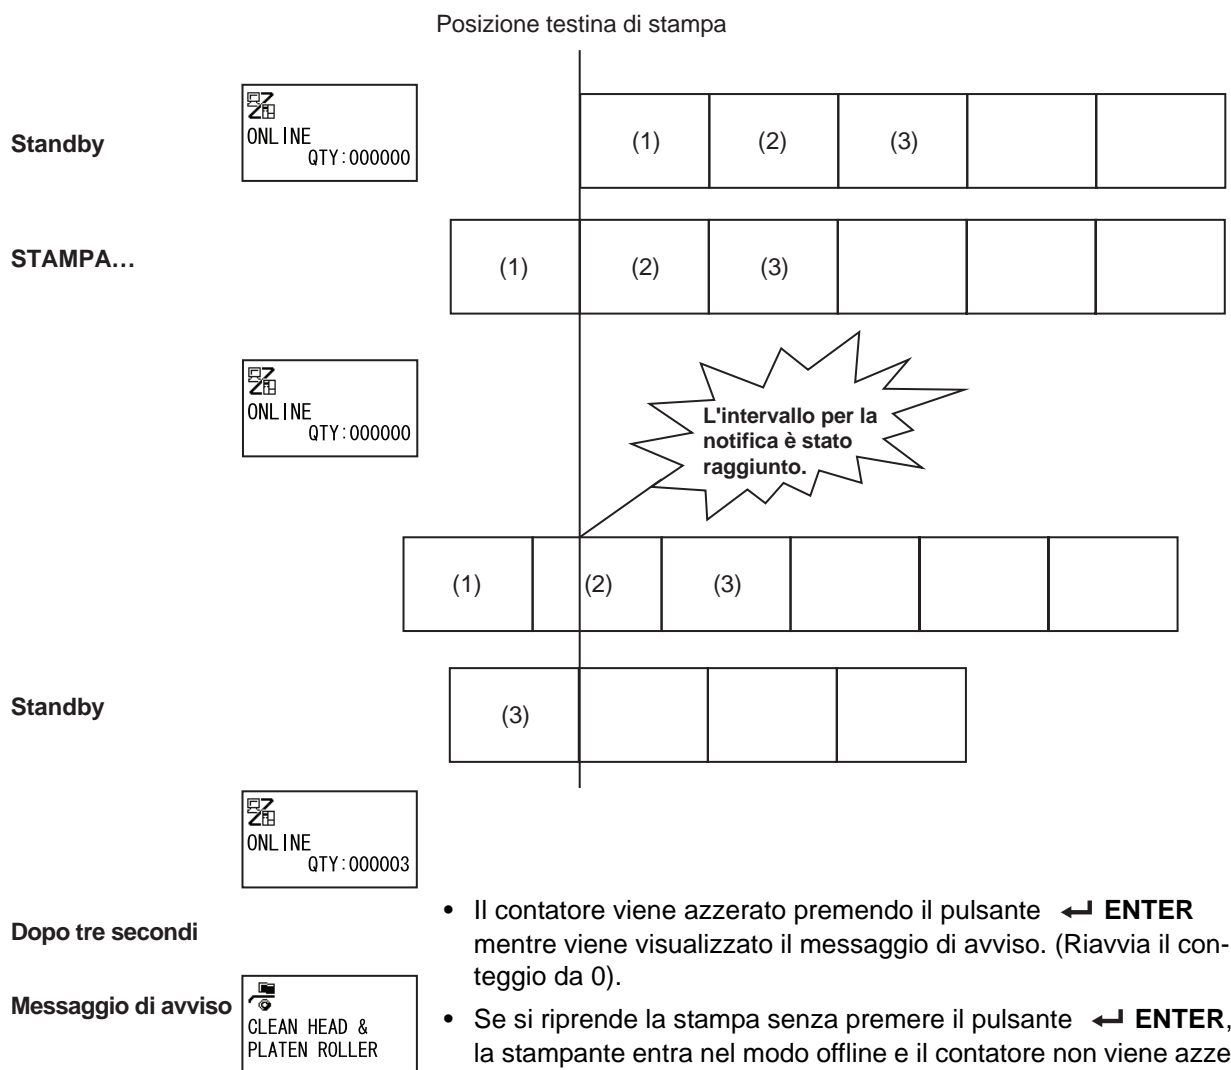 Posizione testina di stampa
Standby
ONLINE
QTY:000000
(1) (2) (3)
STAMPA…
(1) (2) (3)
ONLINE
QTY:000000
L'intervallo per la
notifica è stato
raggiunto.
(1) (2) (3)
Standby
(3)
ONLINE
QTY:000003
Dopo tre secondi
• Il contatore viene azzerato premendo il pulsante ↵ ENTER
mentre viene visualizzato il messaggio di avviso. (Riavvia il con-
teggio da 0).
Messaggio di avviso
CLEAN HEAD &
PLATEN ROLLER
• Se si riprende la stampa senza premere il pulsante ↵ ENTER,
la stampante entra nel modo offline e il contatore non viene azze